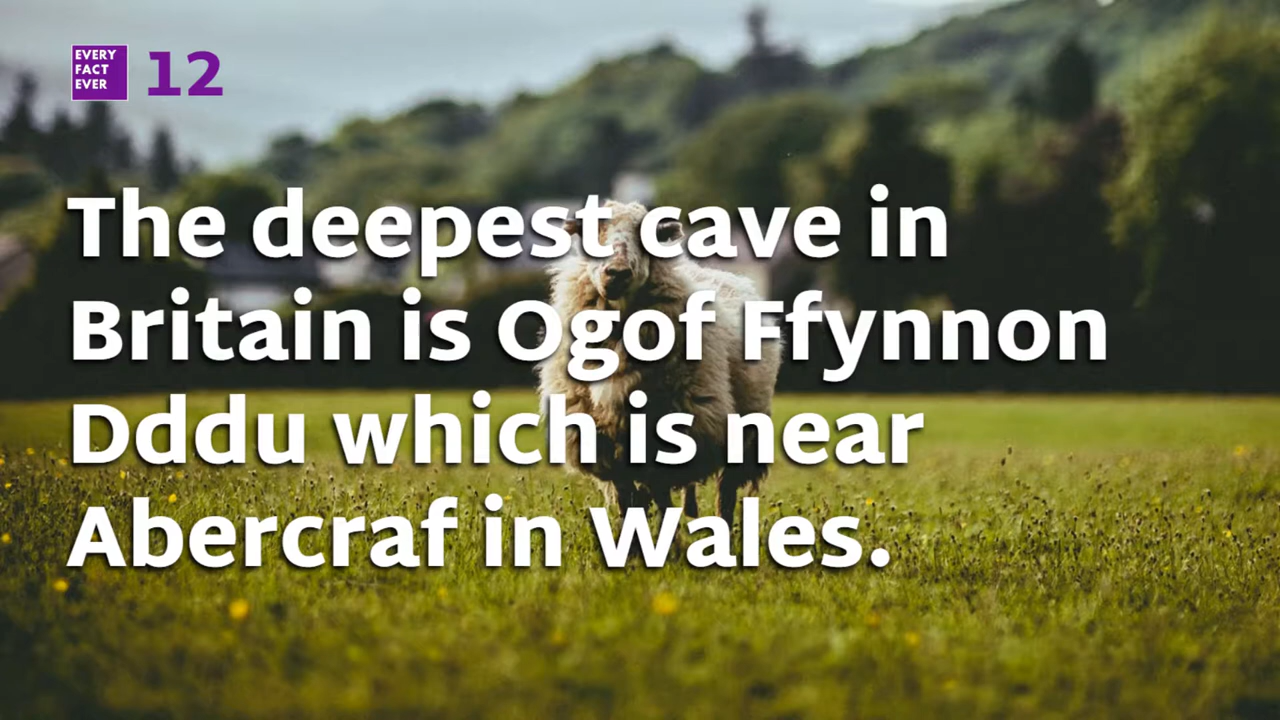 EVERY
FACT
EVER
12
The deepest cave in
Britain is Ogof Ffynnon
Dddu which is near
Abercraf in Wales.